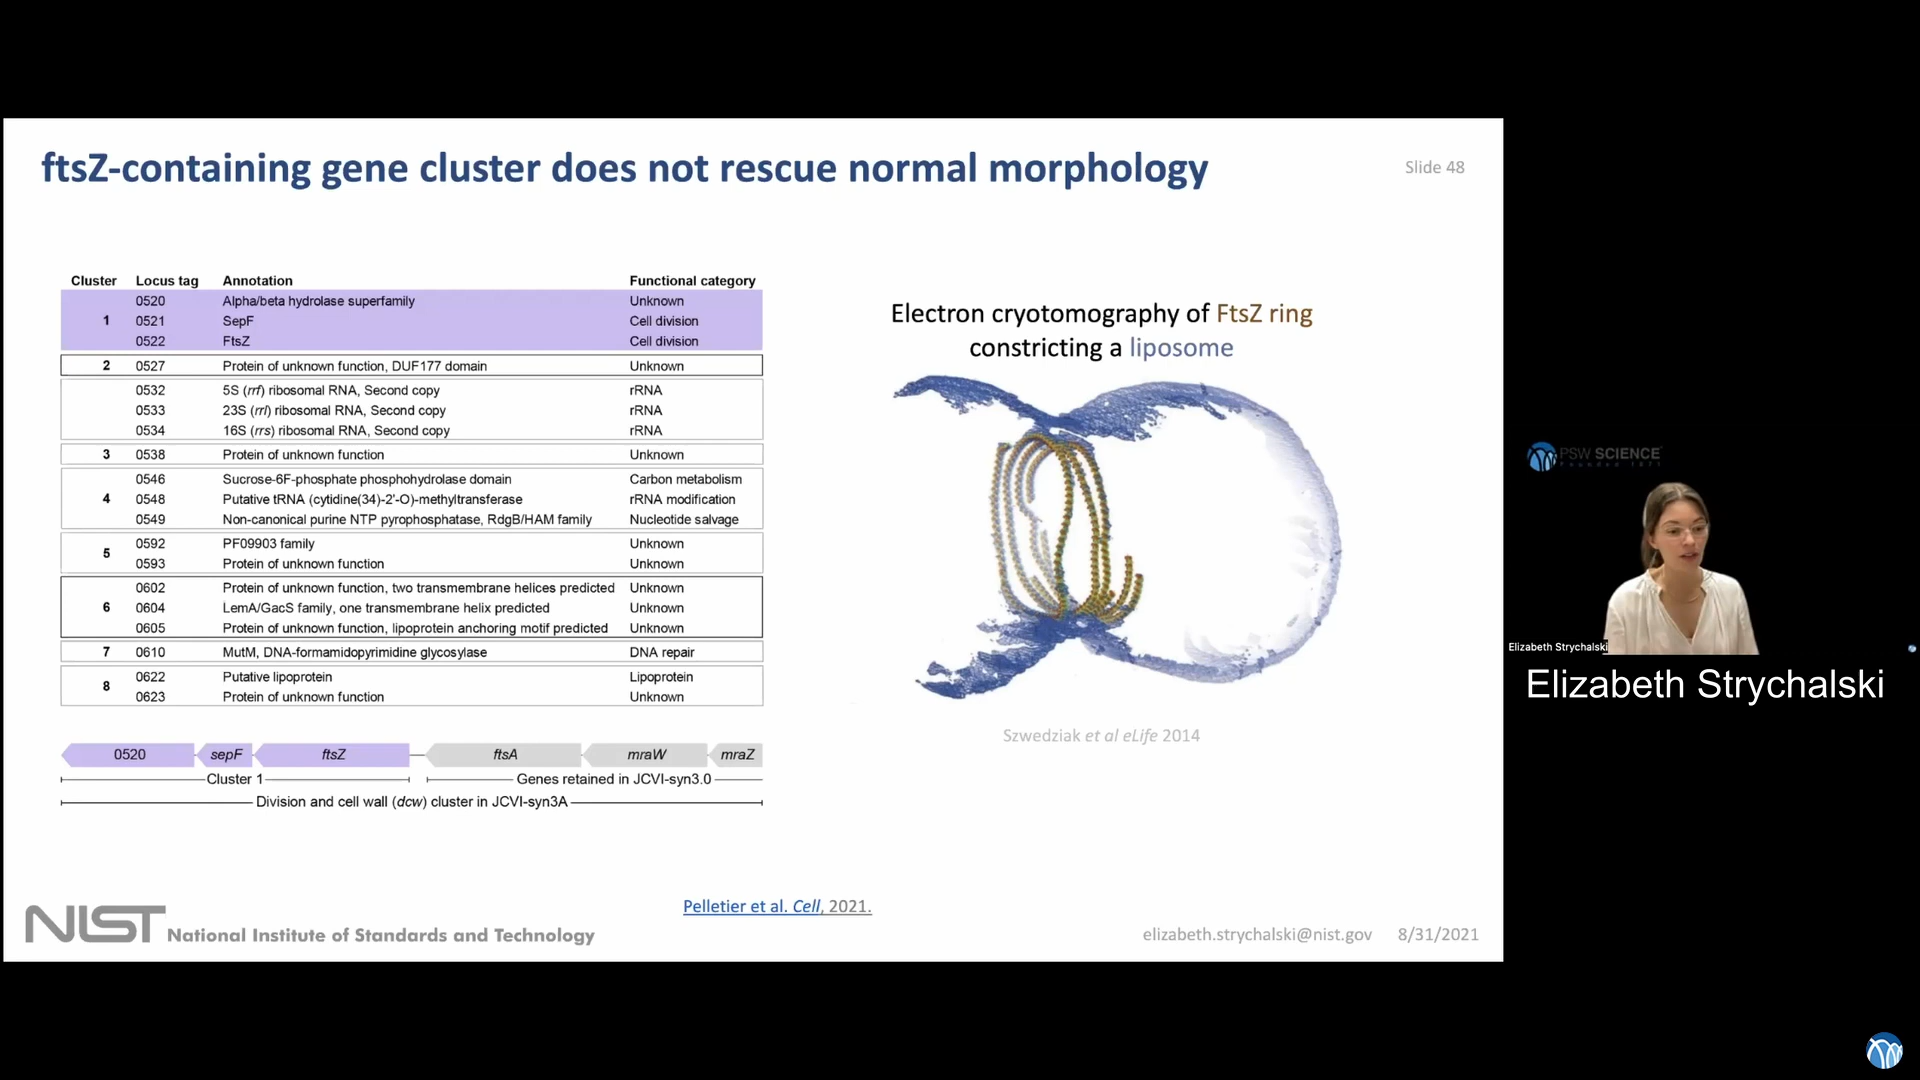 ftsZ-containing gene cluster does not rescue normal morphology
Slide 48
Cluster Locus tag Annotation Functional category
1
0520 Alpha/beta hydrolase superfamily Unknown
0521 SepF Cell division
0522 FtsZ Cell division
2 0527 Protein of unknown function, DUF177 domain Unknown
0532 5S (rrf) ribosomal RNA, Second copy rRNA
0533 23S (rrl) ribosomal RNA, Second copy rRNA
0534 16S (rrs) ribosomal RNA, Second copy rRNA
3 0538 Protein of unknown function Unknown
4
0546 Sucrose-6F-phosphate phosphohydrolase domain Carbon metabolism
0548 Putative tRNA (cytidine(34)-2'-O)-methyltransferase rRNA modification
0549 Non-canonical purine NTP pyrophosphatase, RdgB/HAM family Nucleotide salvage
5
0592 PF09903 family Unknown
0593 Protein of unknown function Unknown
6
0602 Protein of unknown function, two transmembrane helices predicted Unknown
0604 LemA/GacS family, one transmembrane helix predicted Unknown
0605 Protein of unknown function, lipoprotein anchoring motif predicted Unknown
7 0610 MutM, DNA-formamidopyrimidine glycosylase DNA repair
8
0622 Putative lipoprotein Lipoprotein
0623 Protein of unknown function Unknown
0520 sepF ftsZ ftsA mraW mraZ
Cluster 1 Genes retained in JCVI-syn3.0
Division and cell wall (dcw) cluster in JCVI-syn3A
Electron cryotomography of FtsZ ring
constricting a liposome
Szwedziak et al eLife 2014
Pelletier et al. Cell, 2021.
NIST National Institute of Standards and Technology
elizabeth.strychalski@nist.gov 8/31/2021
PSW SCIENCE
Founded 1871
Elizabeth Strychalski
Elizabeth Strychalski